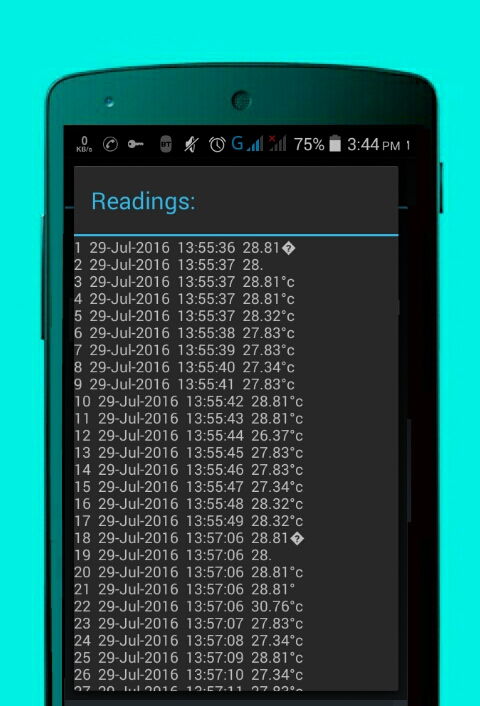 0
KB/s
BT G 75% 3:44 PM 1
Readings:
1 29-Jul-2016 13:55:36 28.81�
2 29-Jul-2016 13:55:37 28.
3 29-Jul-2016 13:55:37 28.81°c
4 29-Jul-2016 13:55:37 28.81°c
5 29-Jul-2016 13:55:37 28.32°c
6 29-Jul-2016 13:55:38 27.83°c
7 29-Jul-2016 13:55:39 27.83°c
8 29-Jul-2016 13:55:40 27.34°c
9 29-Jul-2016 13:55:41 27.83°c
10 29-Jul-2016 13:55:42 28.81°c
11 29-Jul-2016 13:55:43 28.81°c
12 29-Jul-2016 13:55:44 26.37°c
13 29-Jul-2016 13:55:45 27.83°c
14 29-Jul-2016 13:55:46 27.83°c
15 29-Jul-2016 13:55:47 27.34°c
16 29-Jul-2016 13:55:48 28.32°c
17 29-Jul-2016 13:55:49 28.32°c
18 29-Jul-2016 13:57:06 28.81�
19 29-Jul-2016 13:57:06 28.
20 29-Jul-2016 13:57:06 28.81°c
21 29-Jul-2016 13:57:06 28.81°
22 29-Jul-2016 13:57:06 30.76°c
23 29-Jul-2016 13:57:07 27.83°c
24 29-Jul-2016 13:57:08 27.34°c
25 29-Jul-2016 13:57:09 28.81°c
26 29-Jul-2016 13:57:10 27.34°c
27 29-Jul-2016 13:57:11 27.83°c